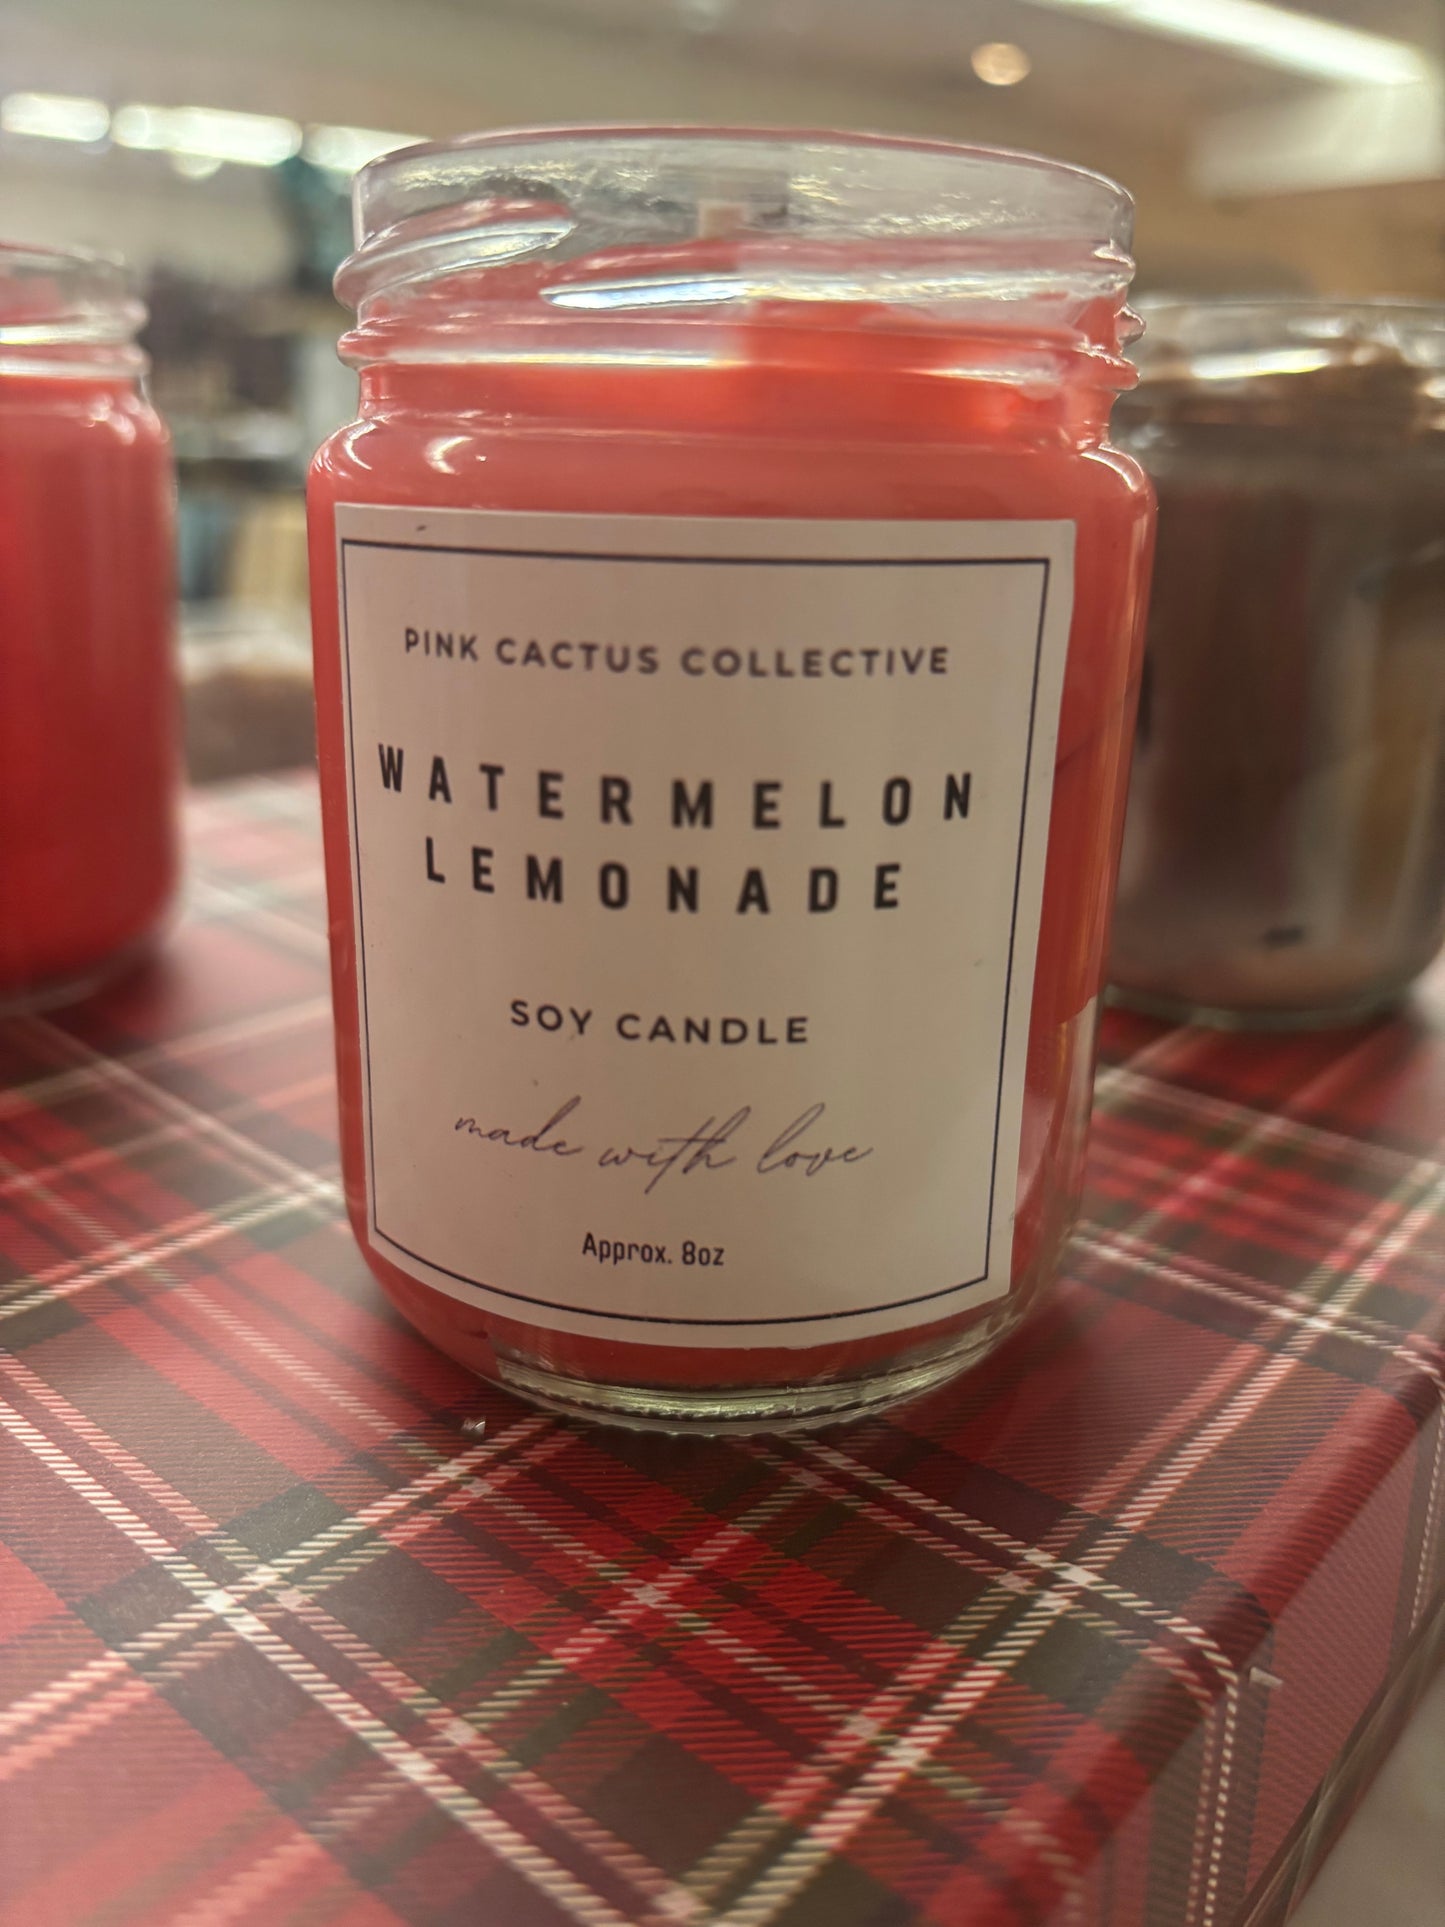 PINK CACTUS COLLECTIVE
WATERMELON
LEMONADE
SOY CANDLE
made with love
Approx. 8oz